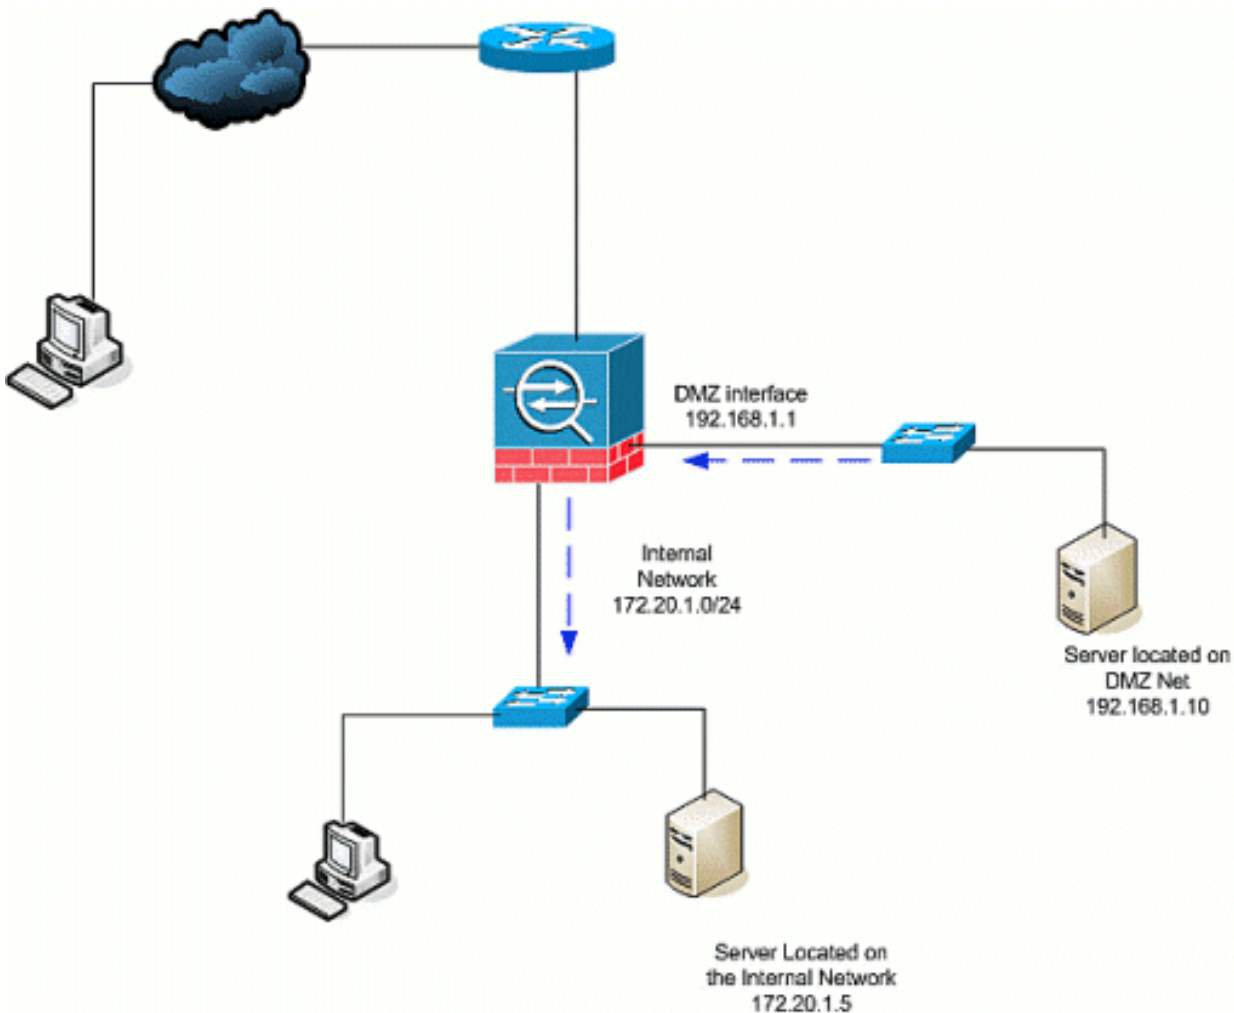 DMZ interface
192.168.1.1
Internal
Network
172.20.1.0/24
Server located on
DMZ Net
192.168.1.10
Server Located on
the Internal Network
172.20.1.5